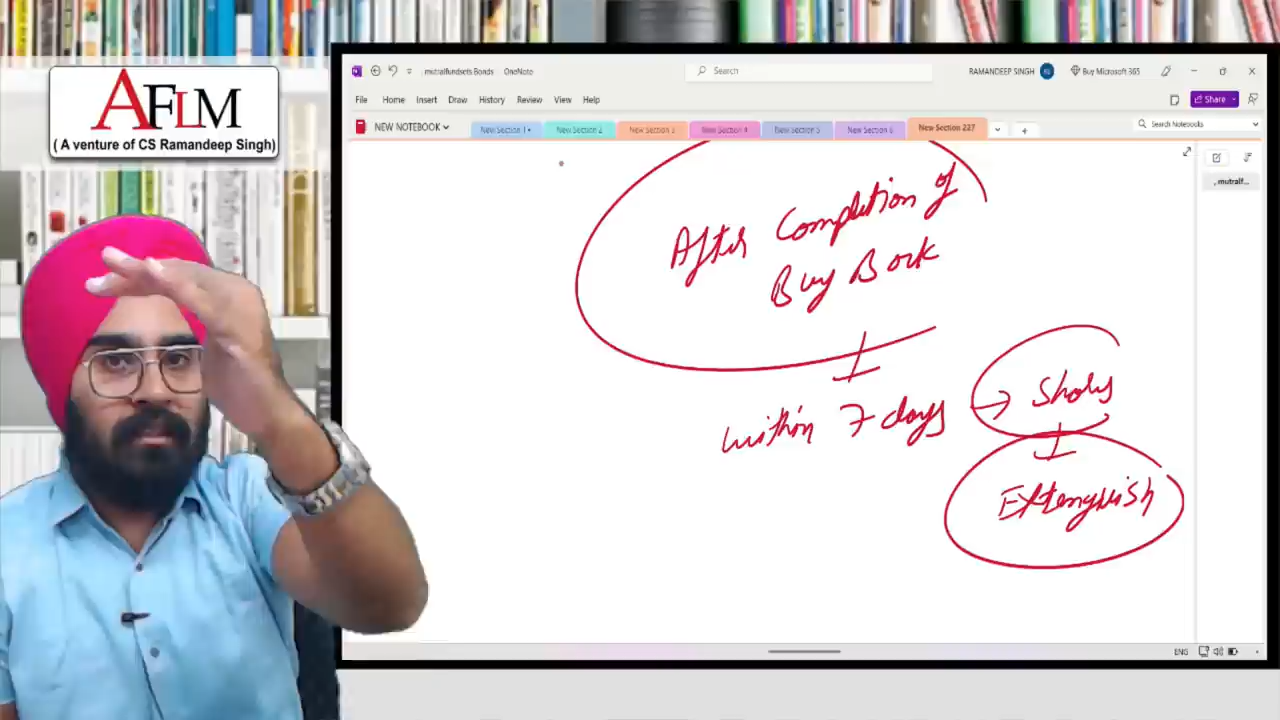 AFLM
( A venture of CS Ramandeep Singh)
mutralfundsets Bonds - OneNote
Search
RAMANDEEP SINGH
Buy Microsoft 365
File Home Insert Draw History Review View Help
Share
NEW NOTEBOOK
New Section 1
New Section 2
New Section 3
New Section 4
New Section 5
New Section 6
New Section 227
+
Search Notebooks
, mutralf...
After Completion of
Buy Back
within 7 days → Shares
Extenguish
ENG